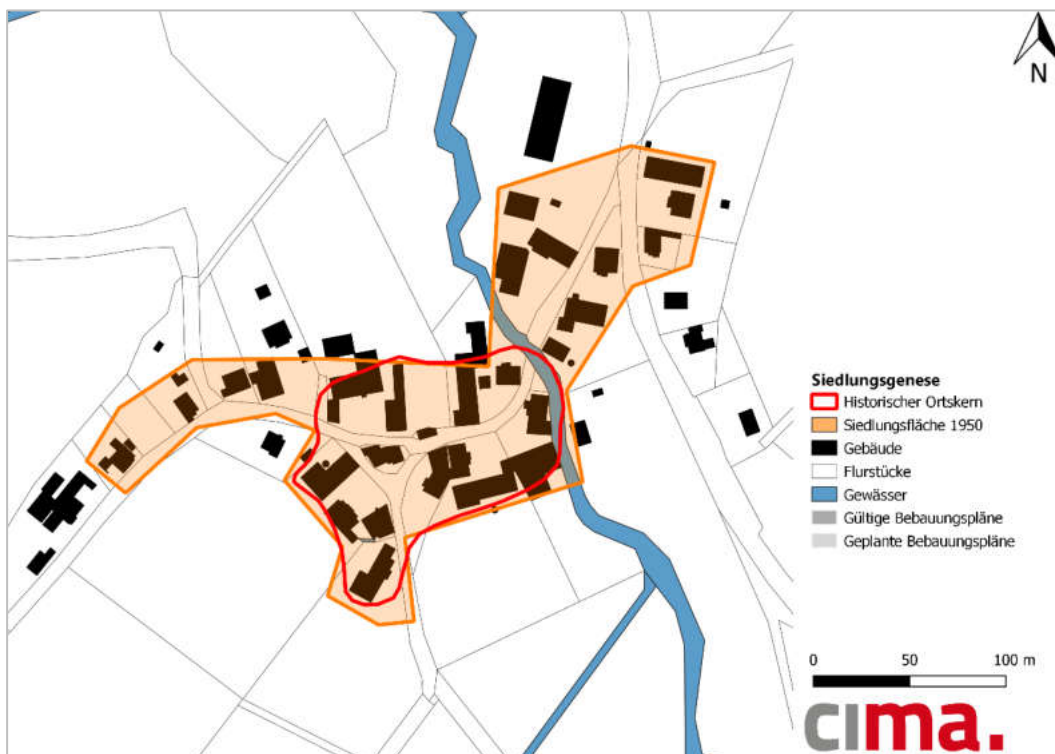 N
Siedlungsgenese
Historischer Ortskern
Siedlungsfläche 1950
Gebäude
Flurstücke
Gewässer
Gültige Bebauungspläne
Geplante Bebauungspläne
0 50 100 m
cima.